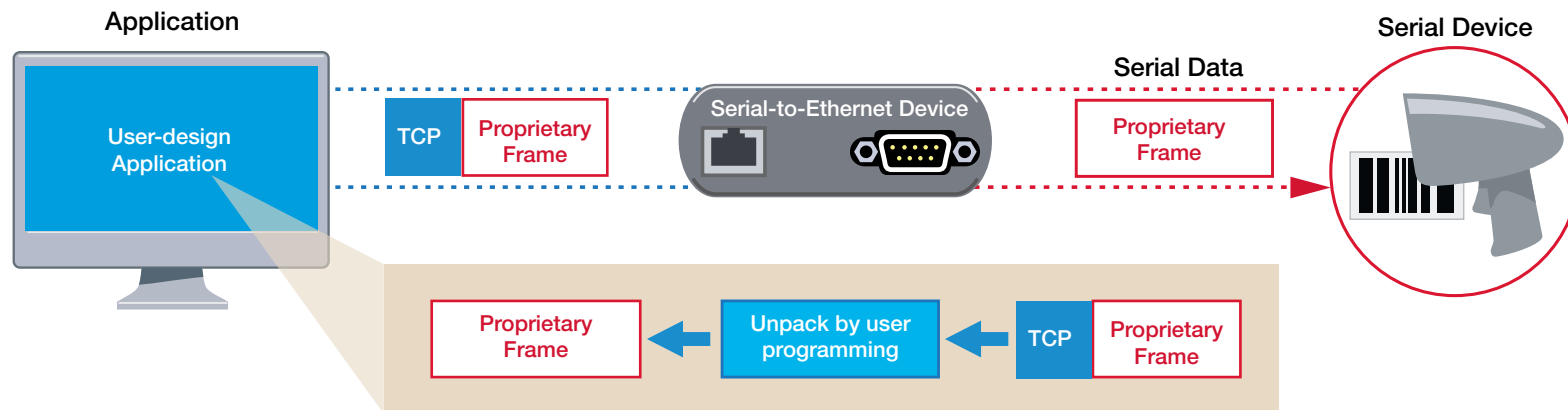 Application
Serial Device
Serial Data
User-design
Application
TCP
Proprietary
Frame
Serial-to-Ethernet Device
Proprietary
Frame
Proprietary
Frame
Unpack by user
programming
TCP
Proprietary
Frame